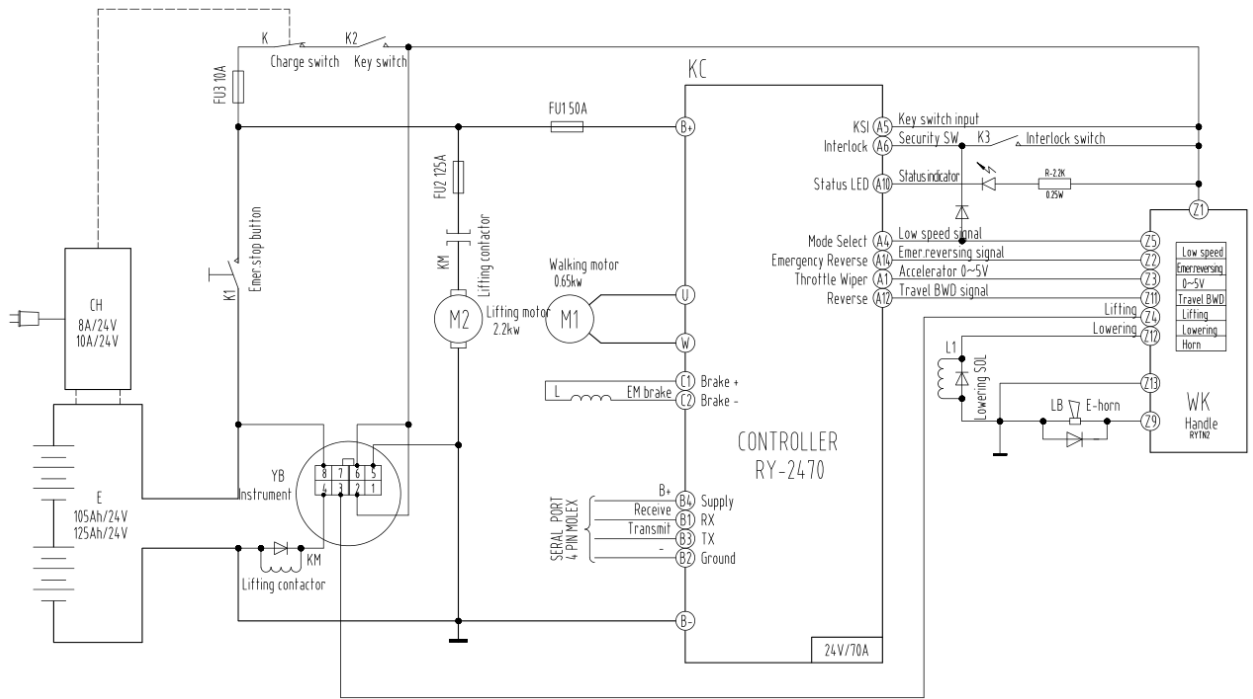 K
K2
Charge switch
Key switch
FU3 10A
KC
FU1 50A
B+
KSI
A5
Key switch input
Interlock
A6
Security SW
K3
Interlock switch
FU2 125A
Status LED
A10
Status indicator
R-2.2K
0.25W
Z1
Emer.stop button
K1
KM
Lifting contactor
Mode Select
A4
Low speed signal
Z5
Low speed
Emergency Reverse
A14
Emer.reversing signal
Z2
Emer.reversing
Throttle Wiper
A1
Accelerator 0~5V
Z3
0~5V
Reverse
A12
Travel BWD signal
Z11
Travel BWD
Lifting
Z4
Lifting
Lowering
Z12
Lowering
Horn
Walking motor
0.65kw
M1
U
W
M2
Lifting motor
2.2kw
CH
8A/24V
10A/24V
L1
Lowering SOL
Z13
C1
Brake +
L
EM brake
C2
Brake -
LB
E-horn
Z9
WK
Handle
RYTN2
CONTROLLER
RY-2470
YB
Instrument
8 7 6 5
4 3 2 1
E
105Ah/24V
125Ah/24V
SERAL PORT
4 PIN MOLEX
B+
B4
Supply
Receive
B1
RX
Transmit
B3
TX
-
B2
Ground
KM
Lifting contactor
B-
24V/70A